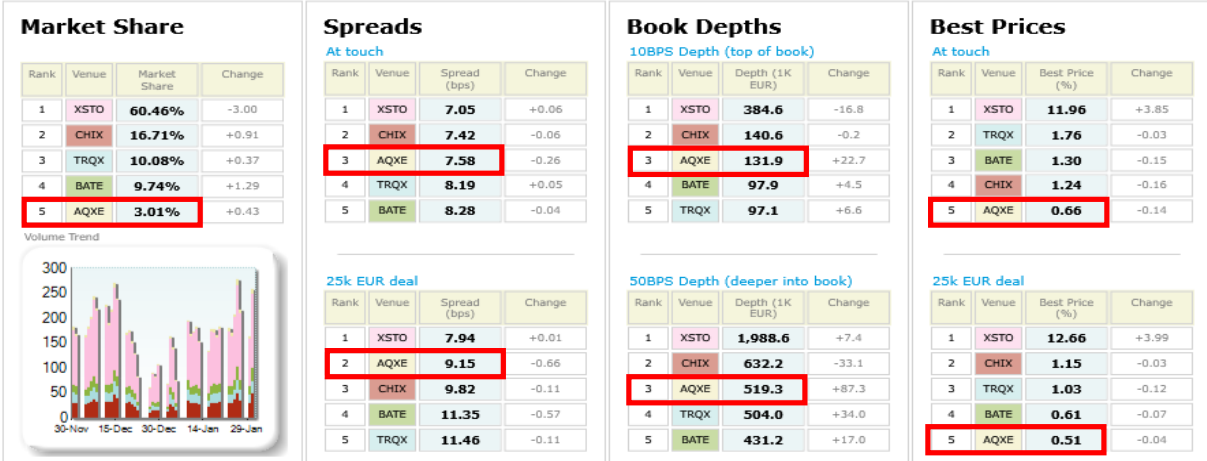 Market Share
Rank Venue Market Share Change
1 XSTO 60.46% -3.00
2 CHIX 16.71% +0.91
3 TRQX 10.08% +0.37
4 BATE 9.74% +1.29
5 AQXE 3.01% +0.43
Volume Trend
300
250
200
150
100
50
0
30-Nov 15-Dec 30-Dec 14-Jan 29-Jan
Spreads
At touch
Rank Venue Spread (bps) Change
1 XSTO 7.05 +0.06
2 CHIX 7.42 -0.06
3 AQXE 7.58 -0.26
4 TRQX 8.19 +0.05
5 BATE 8.28 -0.04
25k EUR deal
Rank Venue Spread (bps) Change
1 XSTO 7.94 +0.01
2 AQXE 9.15 -0.66
3 CHIX 9.82 -0.11
4 BATE 11.35 -0.57
5 TRQX 11.46 -0.11
Book Depths
10BPS Depth (top of book)
Rank Venue Depth (1K EUR) Change
1 XSTO 384.6 -16.8
2 CHIX 140.6 -0.2
3 AQXE 131.9 +22.7
4 BATE 97.9 +4.5
5 TRQX 97.1 +6.6
50BPS Depth (deeper into book)
Rank Venue Depth (1K EUR) Change
1 XSTO 1,988.6 +7.4
2 CHIX 632.2 -33.1
3 AQXE 519.3 +87.3
4 TRQX 504.0 +34.0
5 BATE 431.2 +17.0
Best Prices
At touch
Rank Venue Best Price (%) Change
1 XSTO 11.96 +3.85
2 TRQX 1.76 -0.03
3 BATE 1.30 -0.15
4 CHIX 1.24 -0.16
5 AQXE 0.66 -0.14
25k EUR deal
Rank Venue Best Price (%) Change
1 XSTO 12.66 +3.99
2 CHIX 1.15 -0.03
3 TRQX 1.03 -0.12
4 BATE 0.61 -0.07
5 AQXE 0.51 -0.04